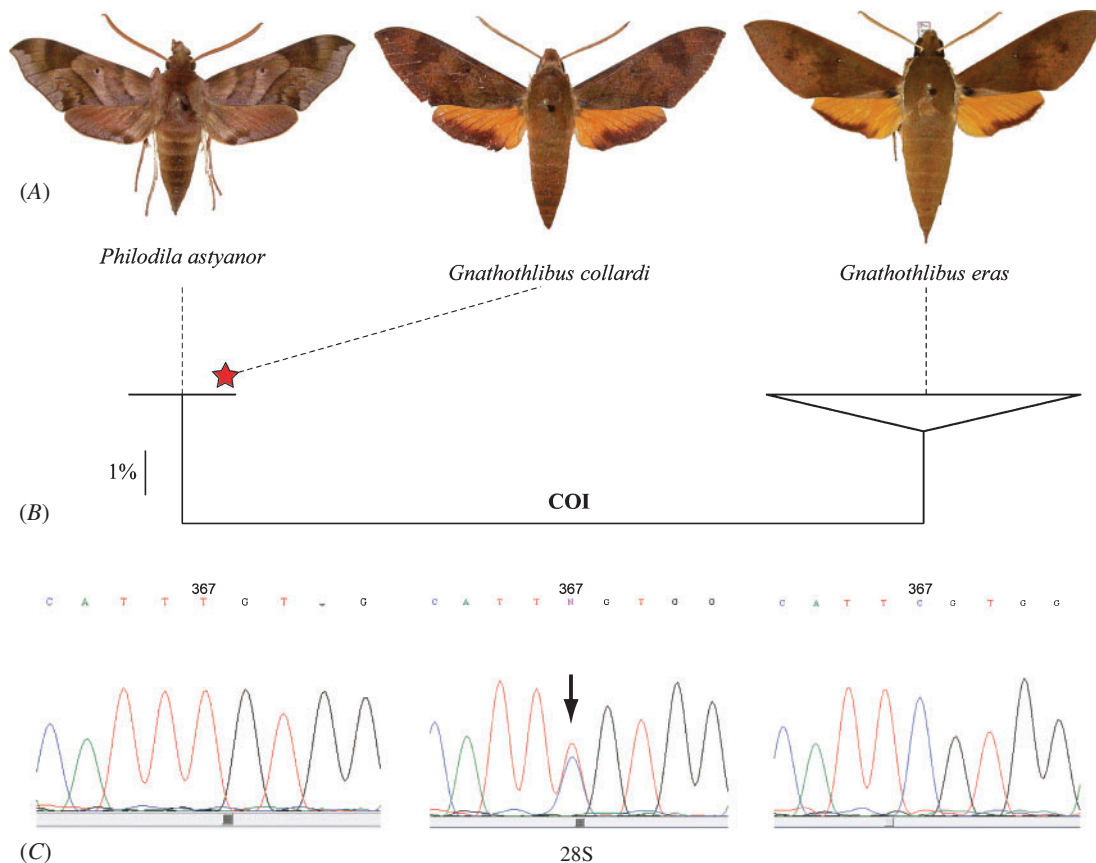 (A)
Philodila astyanor
Gnathothlibus collardi
Gnathothlibus eras
1%
COI
(B)
367
C A T T T G T G
367
C A T T N G T G G
367
C A T T C G T G G
(C)
28S